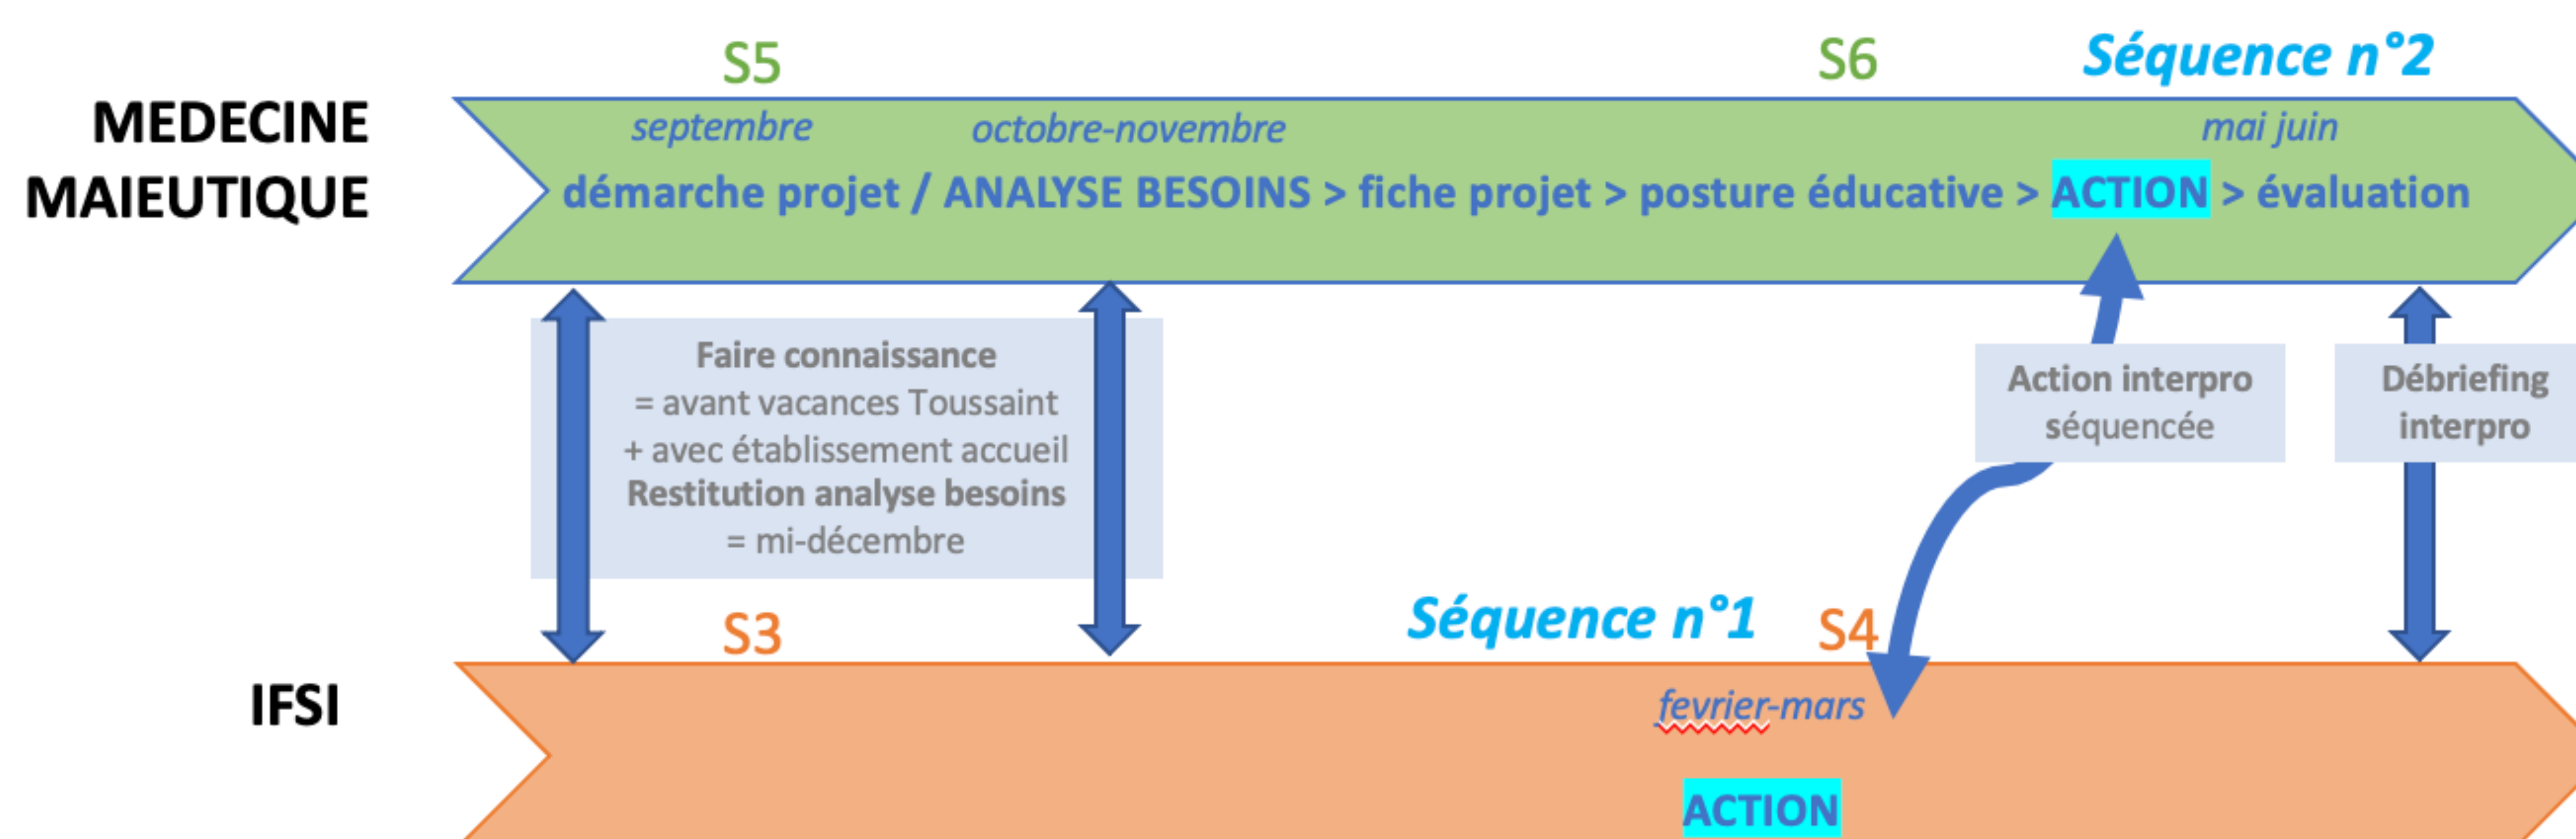 S5
S6
Séquence n°2
MEDECINE
MAIEUTIQUE
septembre
octobre-novembre
mai juin
démarche projet / ANALYSE BESOINS > fiche projet > posture éducative > ACTION > évaluation
Faire connaissance
= avant vacances Toussaint
+ avec établissement accueil
Restitution analyse besoins
= mi-décembre
Action interpro
séquencée
Débriefing
interpro
S3
Séquence n°1
S4
IFSI
fevrier-mars
ACTION